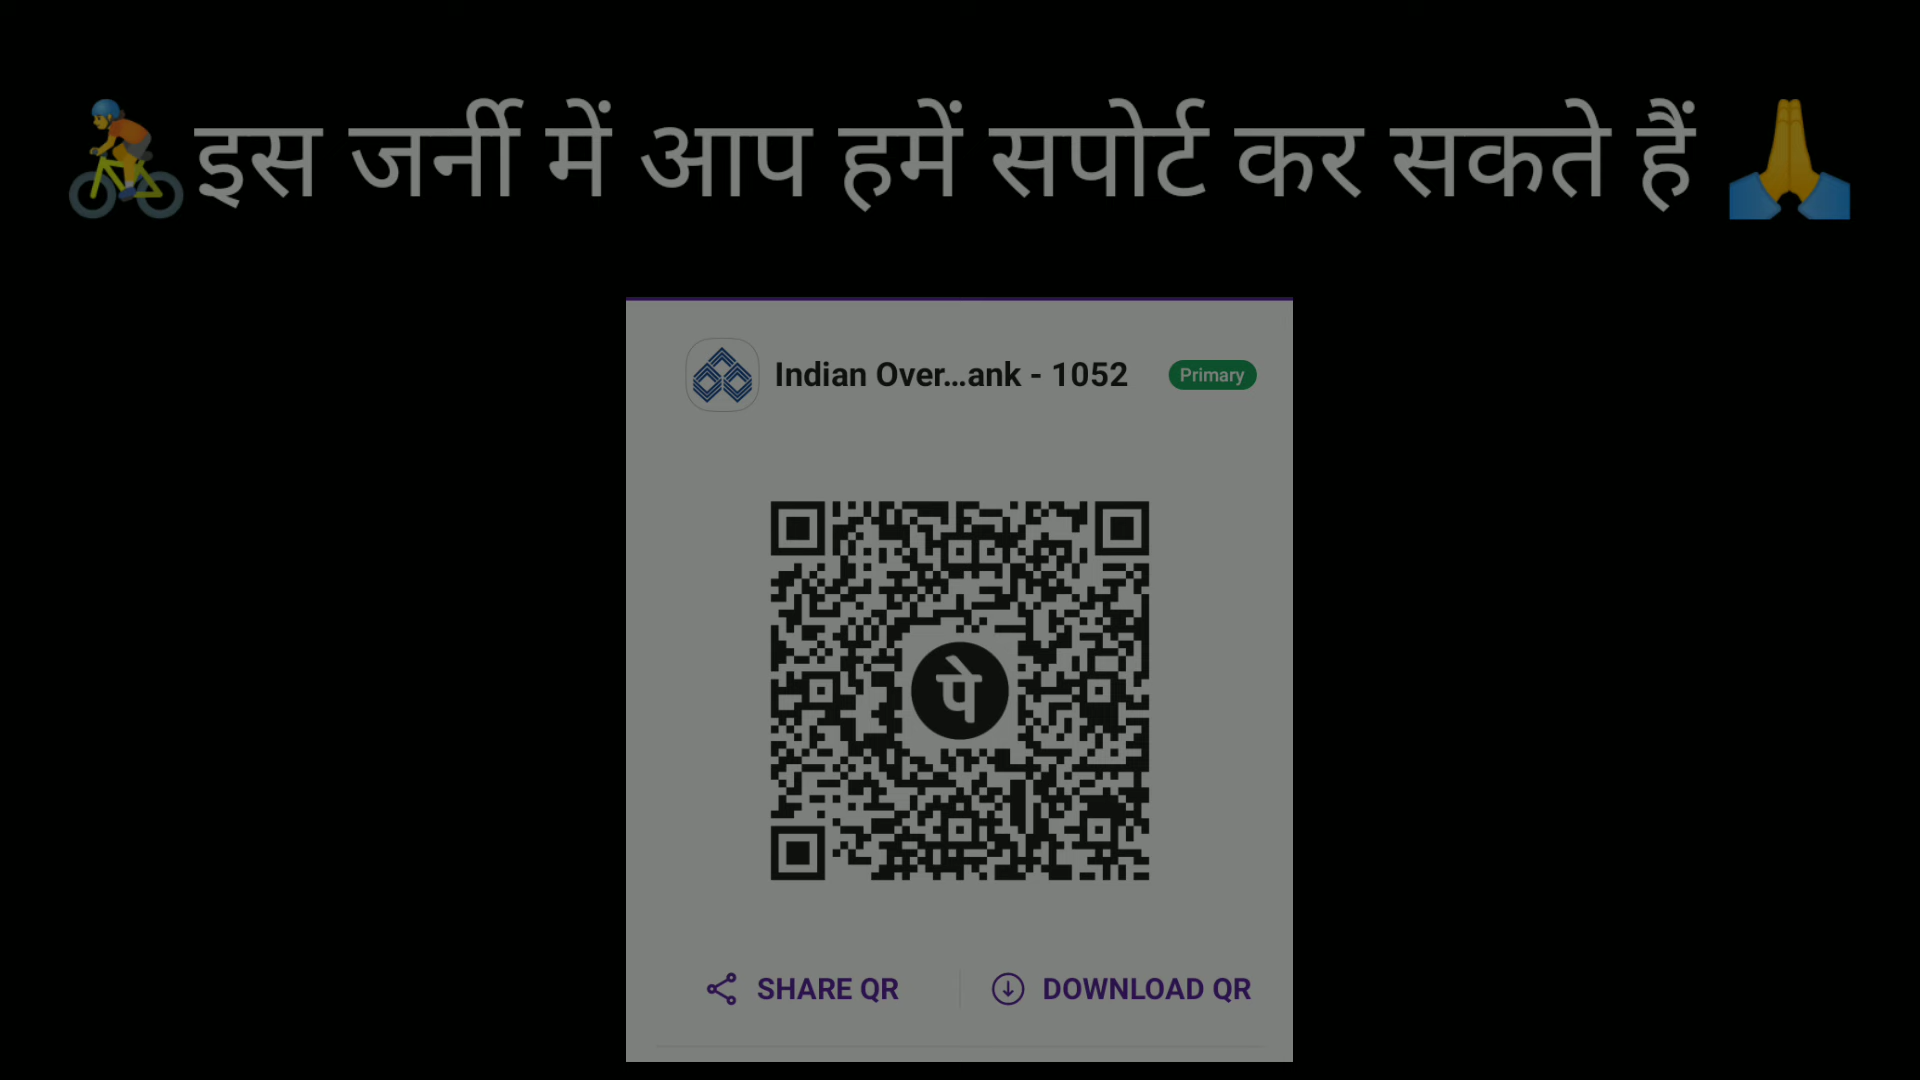 🚴इस जर्नी में आप हमें सपोर्ट कर सकते हैं 🙏
Indian Over...ank - 1052
Primary
पे
SHARE QR
DOWNLOAD QR